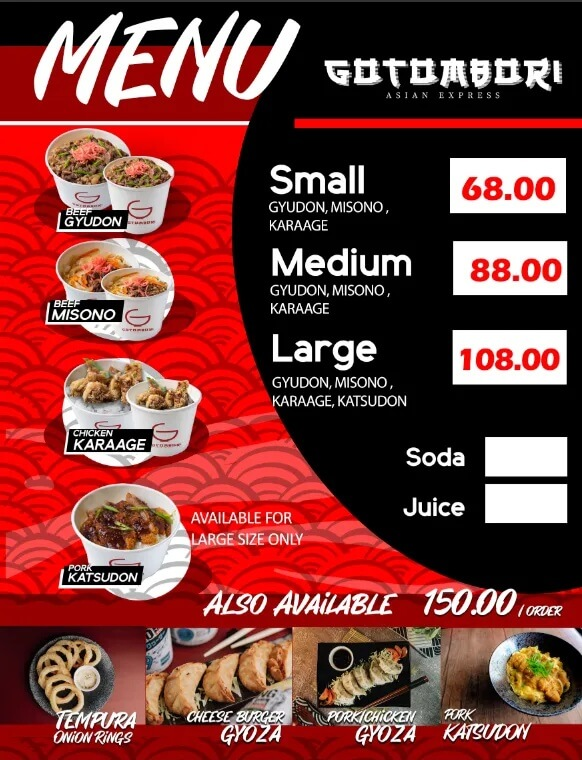 MENU
GOTOMBORI
ASIAN EXPRESS
BEEF
GYUDON
BEEF
MISONO
CHICKEN
KARAAGE
PORK
KATSUDON
AVAILABLE FOR
LARGE SIZE ONLY
Small
68.00
GYUDON, MISONO ,
KARAAGE
Medium
88.00
GYUDON, MISONO ,
KARAAGE
Large
108.00
GYUDON, MISONO ,
KARAAGE, KATSUDON
Soda
Juice
ALSO AVAiLABLE 150.00 / ORDER
TEMPURA
ONiON RiNGS
CHEESE BURGER
GYOZA
PORK/CHiCKEN
GYOZA
PORK
KATSUDON